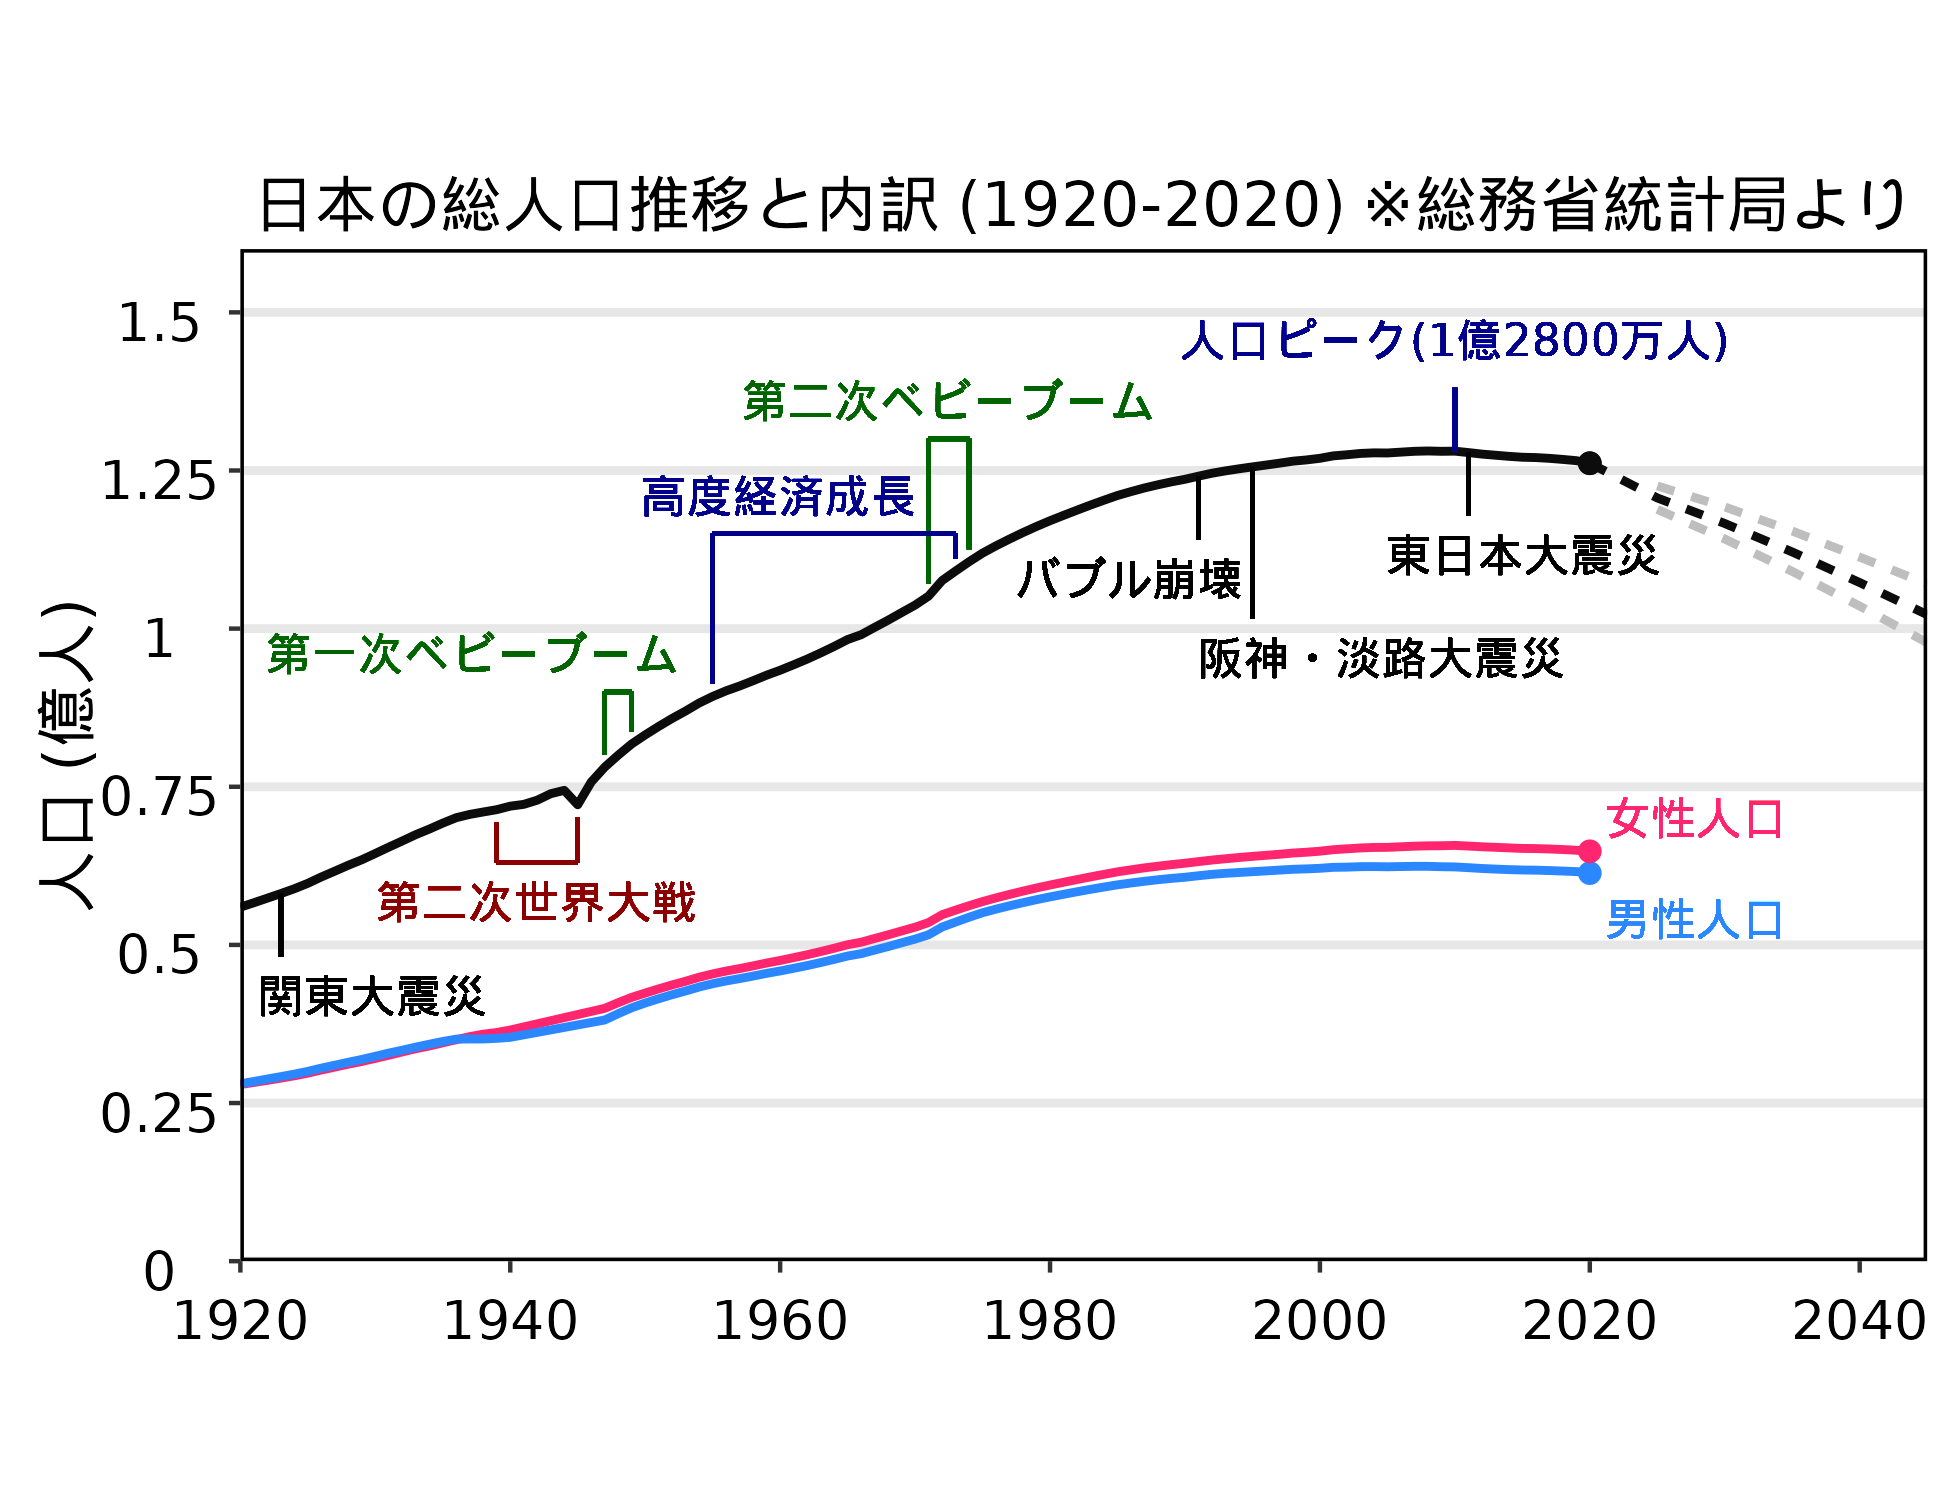 日本の総人口推移と内訳 (1920-2020) ※総務省統計局より
人口 (億人)
1.5
1.25
1
0.75
0.5
0.25
0
人口ピーク(1億2800万人)
第二次ベビーブーム
高度経済成長
東日本大震災
バブル崩壊
第一次ベビーブーム
阪神・淡路大震災
女性人口
第二次世界大戦
男性人口
関東大震災
1920
1940
1960
1980
2000
2020
2040